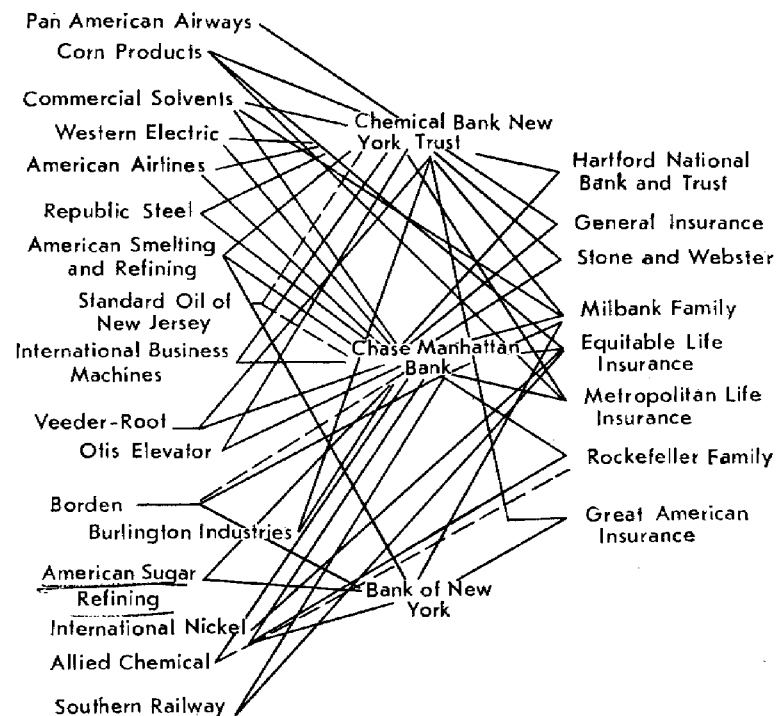 Pan American Airways
Corn Products
Commercial Solvents
Western Electric
American Airlines
Republic Steel
American Smelting
and Refining
Standard Oil of
New Jersey
International Business
Machines
Veeder-Root
Otis Elevator
Borden
Burlington Industries
American Sugar
Refining
International Nickel
Allied Chemical
Southern Railway
Chemical Bank New
York Trust
Chase Manhattan
Bank
Bank of New
York
Hartford National
Bank and Trust
General Insurance
Stone and Webster
Milbank Family
Equitable Life
Insurance
Metropolitan Life
Insurance
Rockefeller Family
Great American
Insurance